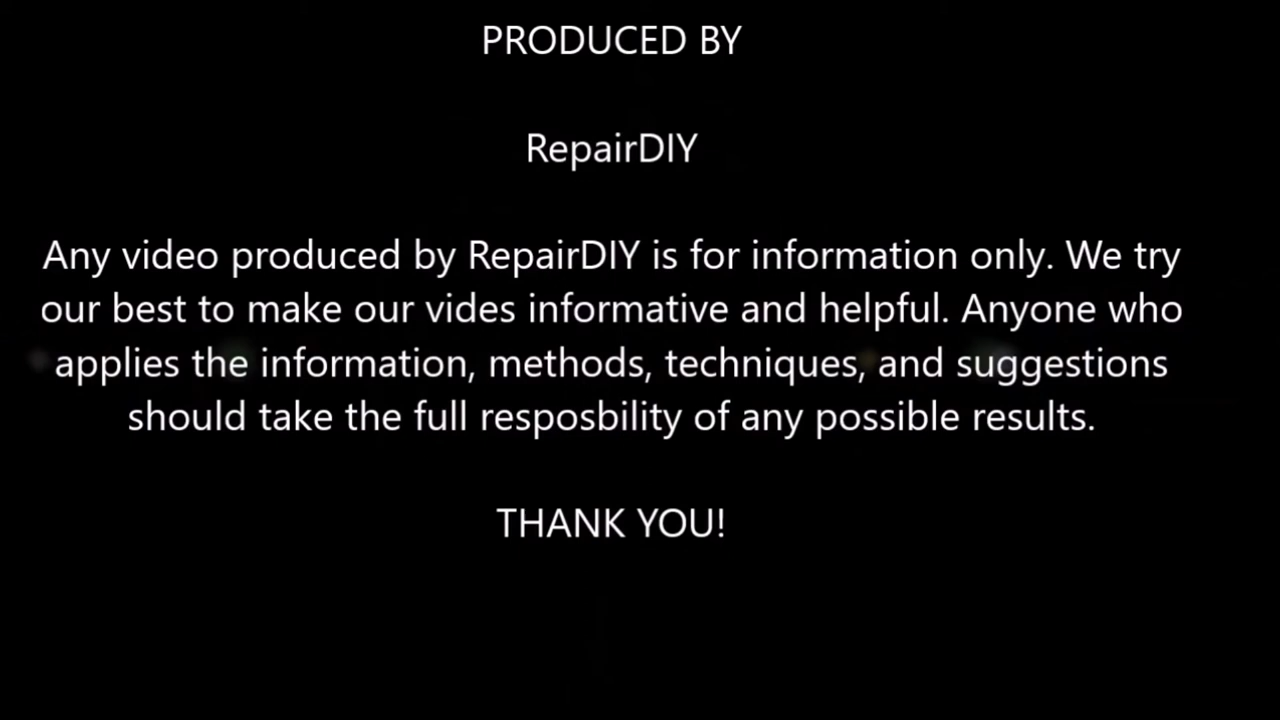 PRODUCED BY
RepairDIY
Any video produced by RepairDIY is for information only. We try
our best to make our vides informative and helpful. Anyone who
applies the information, methods, techniques, and suggestions
should take the full resposbility of any possible results.
THANK YOU!